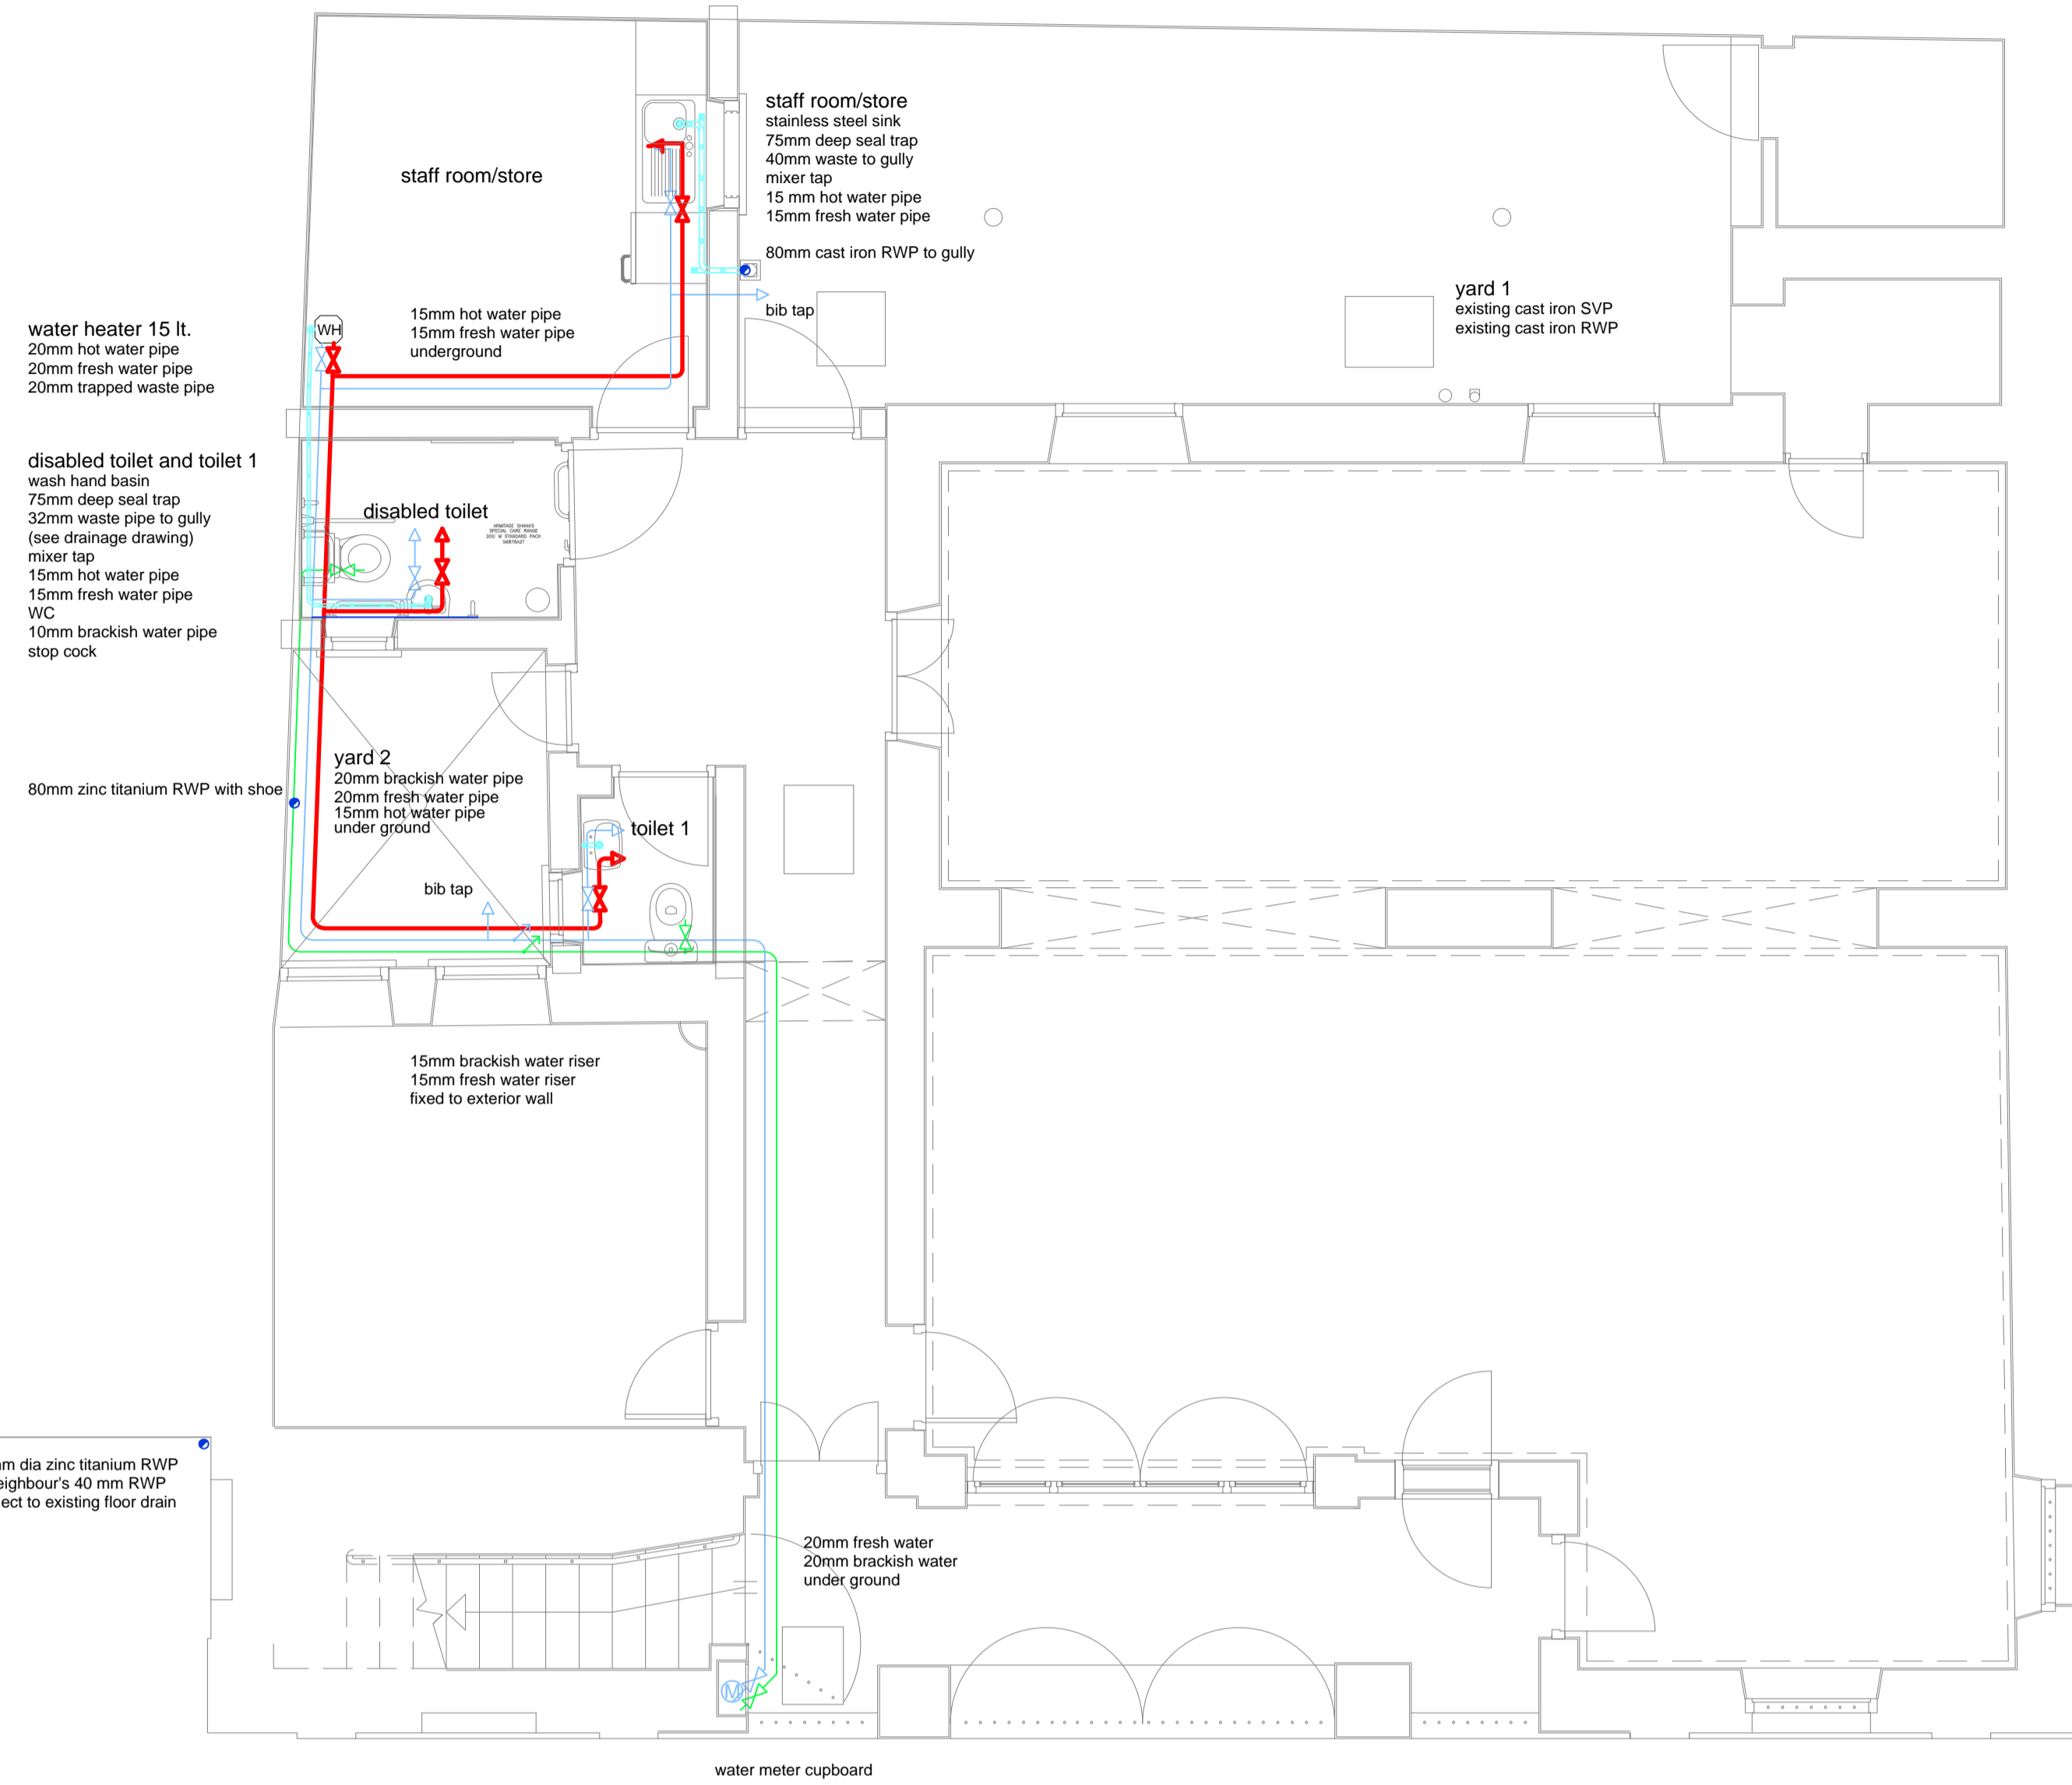 staff room/store
stainless steel sink
75mm deep seal trap
40mm waste to gully
mixer tap
15 mm hot water pipe
15mm fresh water pipe
80mm cast iron RWP to gully
bib tap
staff room/store
yard 1
existing cast iron SVP
existing cast iron RWP
15mm hot water pipe
15mm fresh water pipe
underground
WH
water heater 15 lt.
20mm hot water pipe
20mm fresh water pipe
20mm trapped waste pipe
disabled toilet and toilet 1
wash hand basin
75mm deep seal trap
32mm waste pipe to gully
(see drainage drawing)
mixer tap
15mm hot water pipe
15mm fresh water pipe
WC
10mm brackish water pipe
stop cock
disabled toilet
ARMITAGE SHANKS
SPECIAL CARE RANGE
DOC M STANDARD PACK
yard 2
20mm brackish water pipe
20mm fresh water pipe
15mm hot water pipe
under ground
80mm zinc titanium RWP with shoe
toilet 1
bib tap
15mm brackish water riser
15mm fresh water riser
fixed to exterior wall
m dia zinc titanium RWP
eighbour's 40 mm RWP
ect to existing floor drain
20mm fresh water
20mm brackish water
under ground
M
water meter cupboard